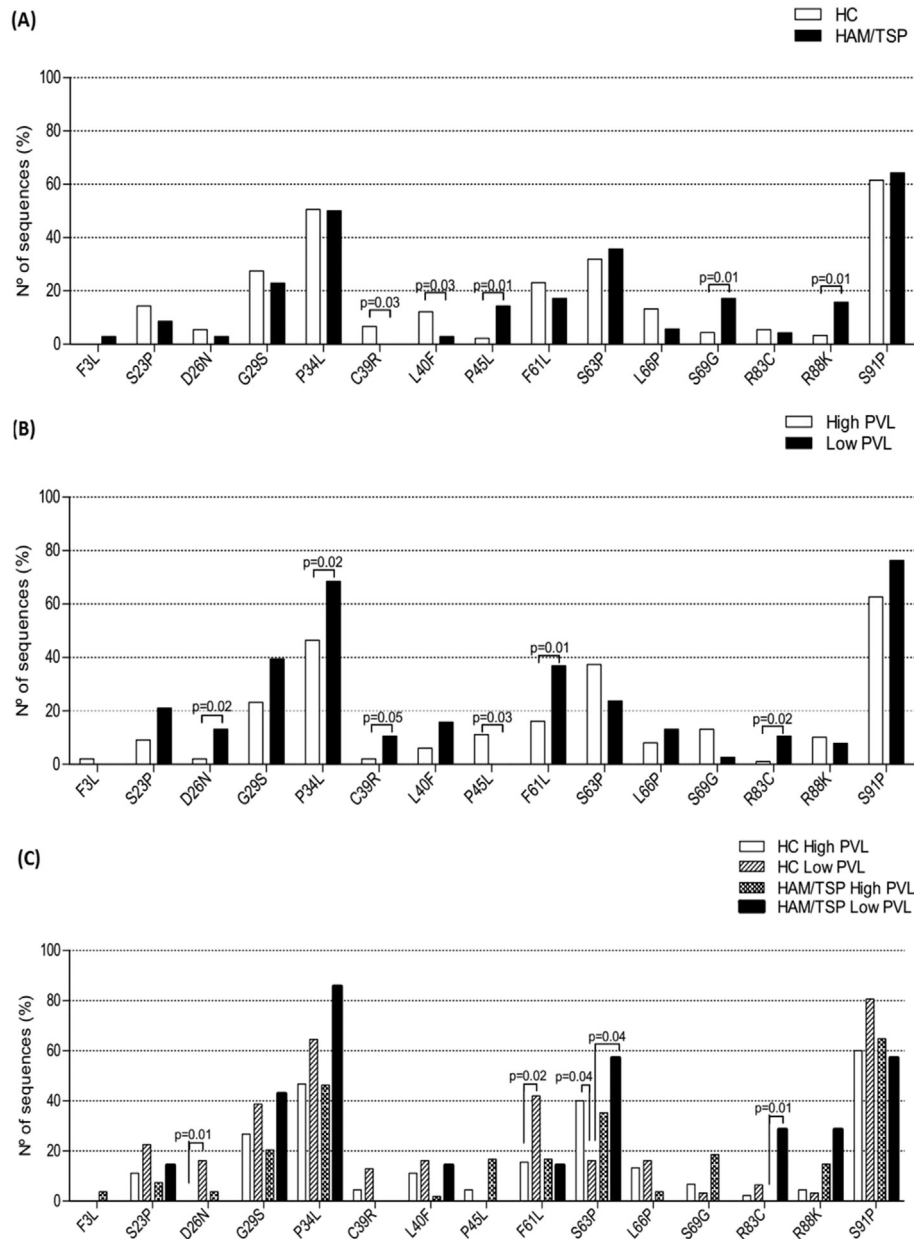 (A)
HC
HAM/TSP
Nº of sequences (%)
100
80
60
40
20
0
p=0.03
p=0.03
p=0.01
p=0.01
p=0.01
F3L
S23P
D26N
G29S
P34L
C39R
L40F
P45L
F61L
S63P
L66P
S69G
R83C
R88K
S91P
(B)
High PVL
Low PVL
Nº of sequences (%)
100
80
60
40
20
0
p=0.02
p=0.02
p=0.05
p=0.03
p=0.01
p=0.02
F3L
S23P
D26N
G29S
P34L
C39R
L40F
P45L
F61L
S63P
L66P
S69G
R83C
R88K
S91P
(C)
HC High PVL
HC Low PVL
HAM/TSP High PVL
HAM/TSP Low PVL
Nº of sequences (%)
100
80
60
40
20
0
p=0.01
p=0.02
p=0.04
p=0.04
p=0.01
F3L
S23P
D26N
G29S
P34L
C39R
L40F
P45L
F61L
S63P
L66P
S69G
R83C
R88K
S91P